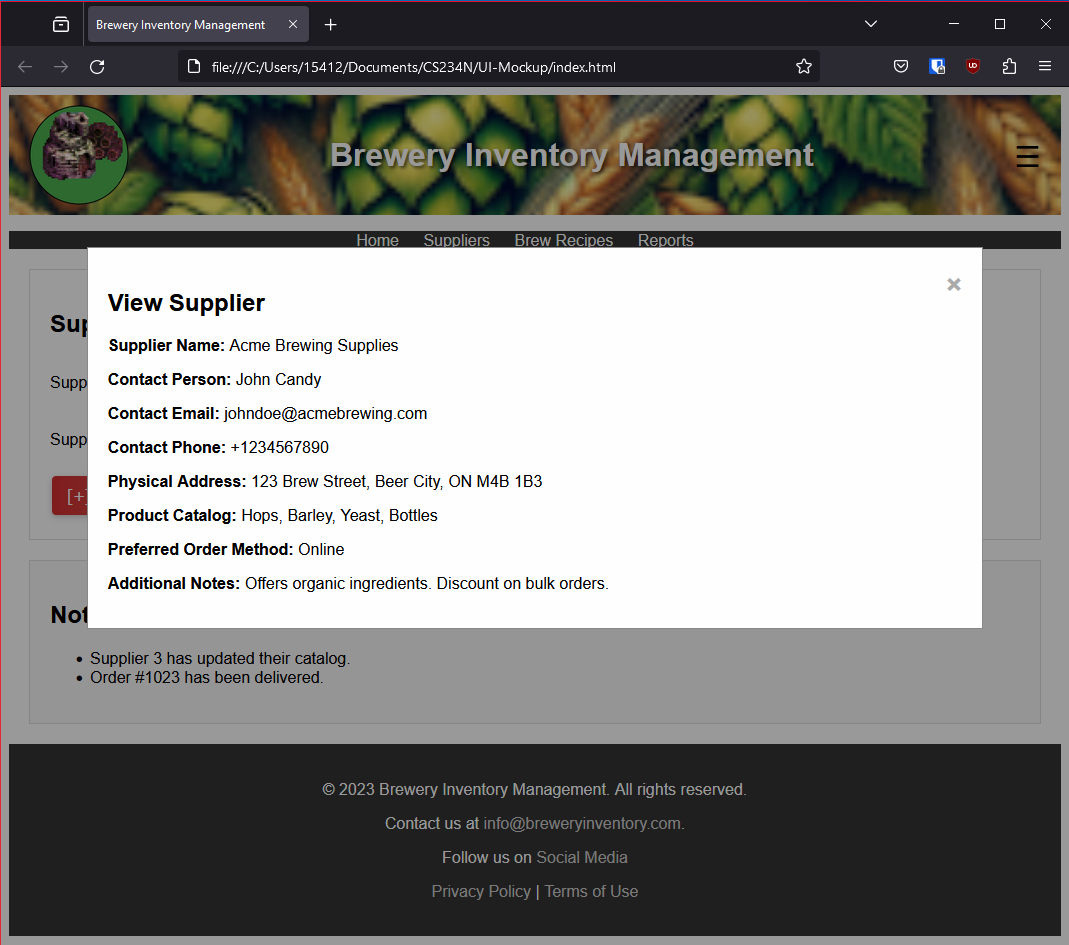 Brewery Inventory Management
file:///C:/Users/15412/Documents/CS234N/UI-Mockup/index.html
Brewery Inventory Management
Home Suppliers Brew Recipes Reports
View Supplier
Supplier Name: Acme Brewing Supplies
Contact Person: John Candy
Contact Email: johndoe@acmebrewing.com
Contact Phone: +1234567890
Physical Address: 123 Brew Street, Beer City, ON M4B 1B3
Product Catalog: Hops, Barley, Yeast, Bottles
Preferred Order Method: Online
Additional Notes: Offers organic ingredients. Discount on bulk orders.
Sup
Supp
Supp
[+]
Not
• Supplier 3 has updated their catalog.
• Order #1023 has been delivered.
© 2023 Brewery Inventory Management. All rights reserved.
Contact us at info@breweryinventory.com.
Follow us on Social Media
Privacy Policy | Terms of Use